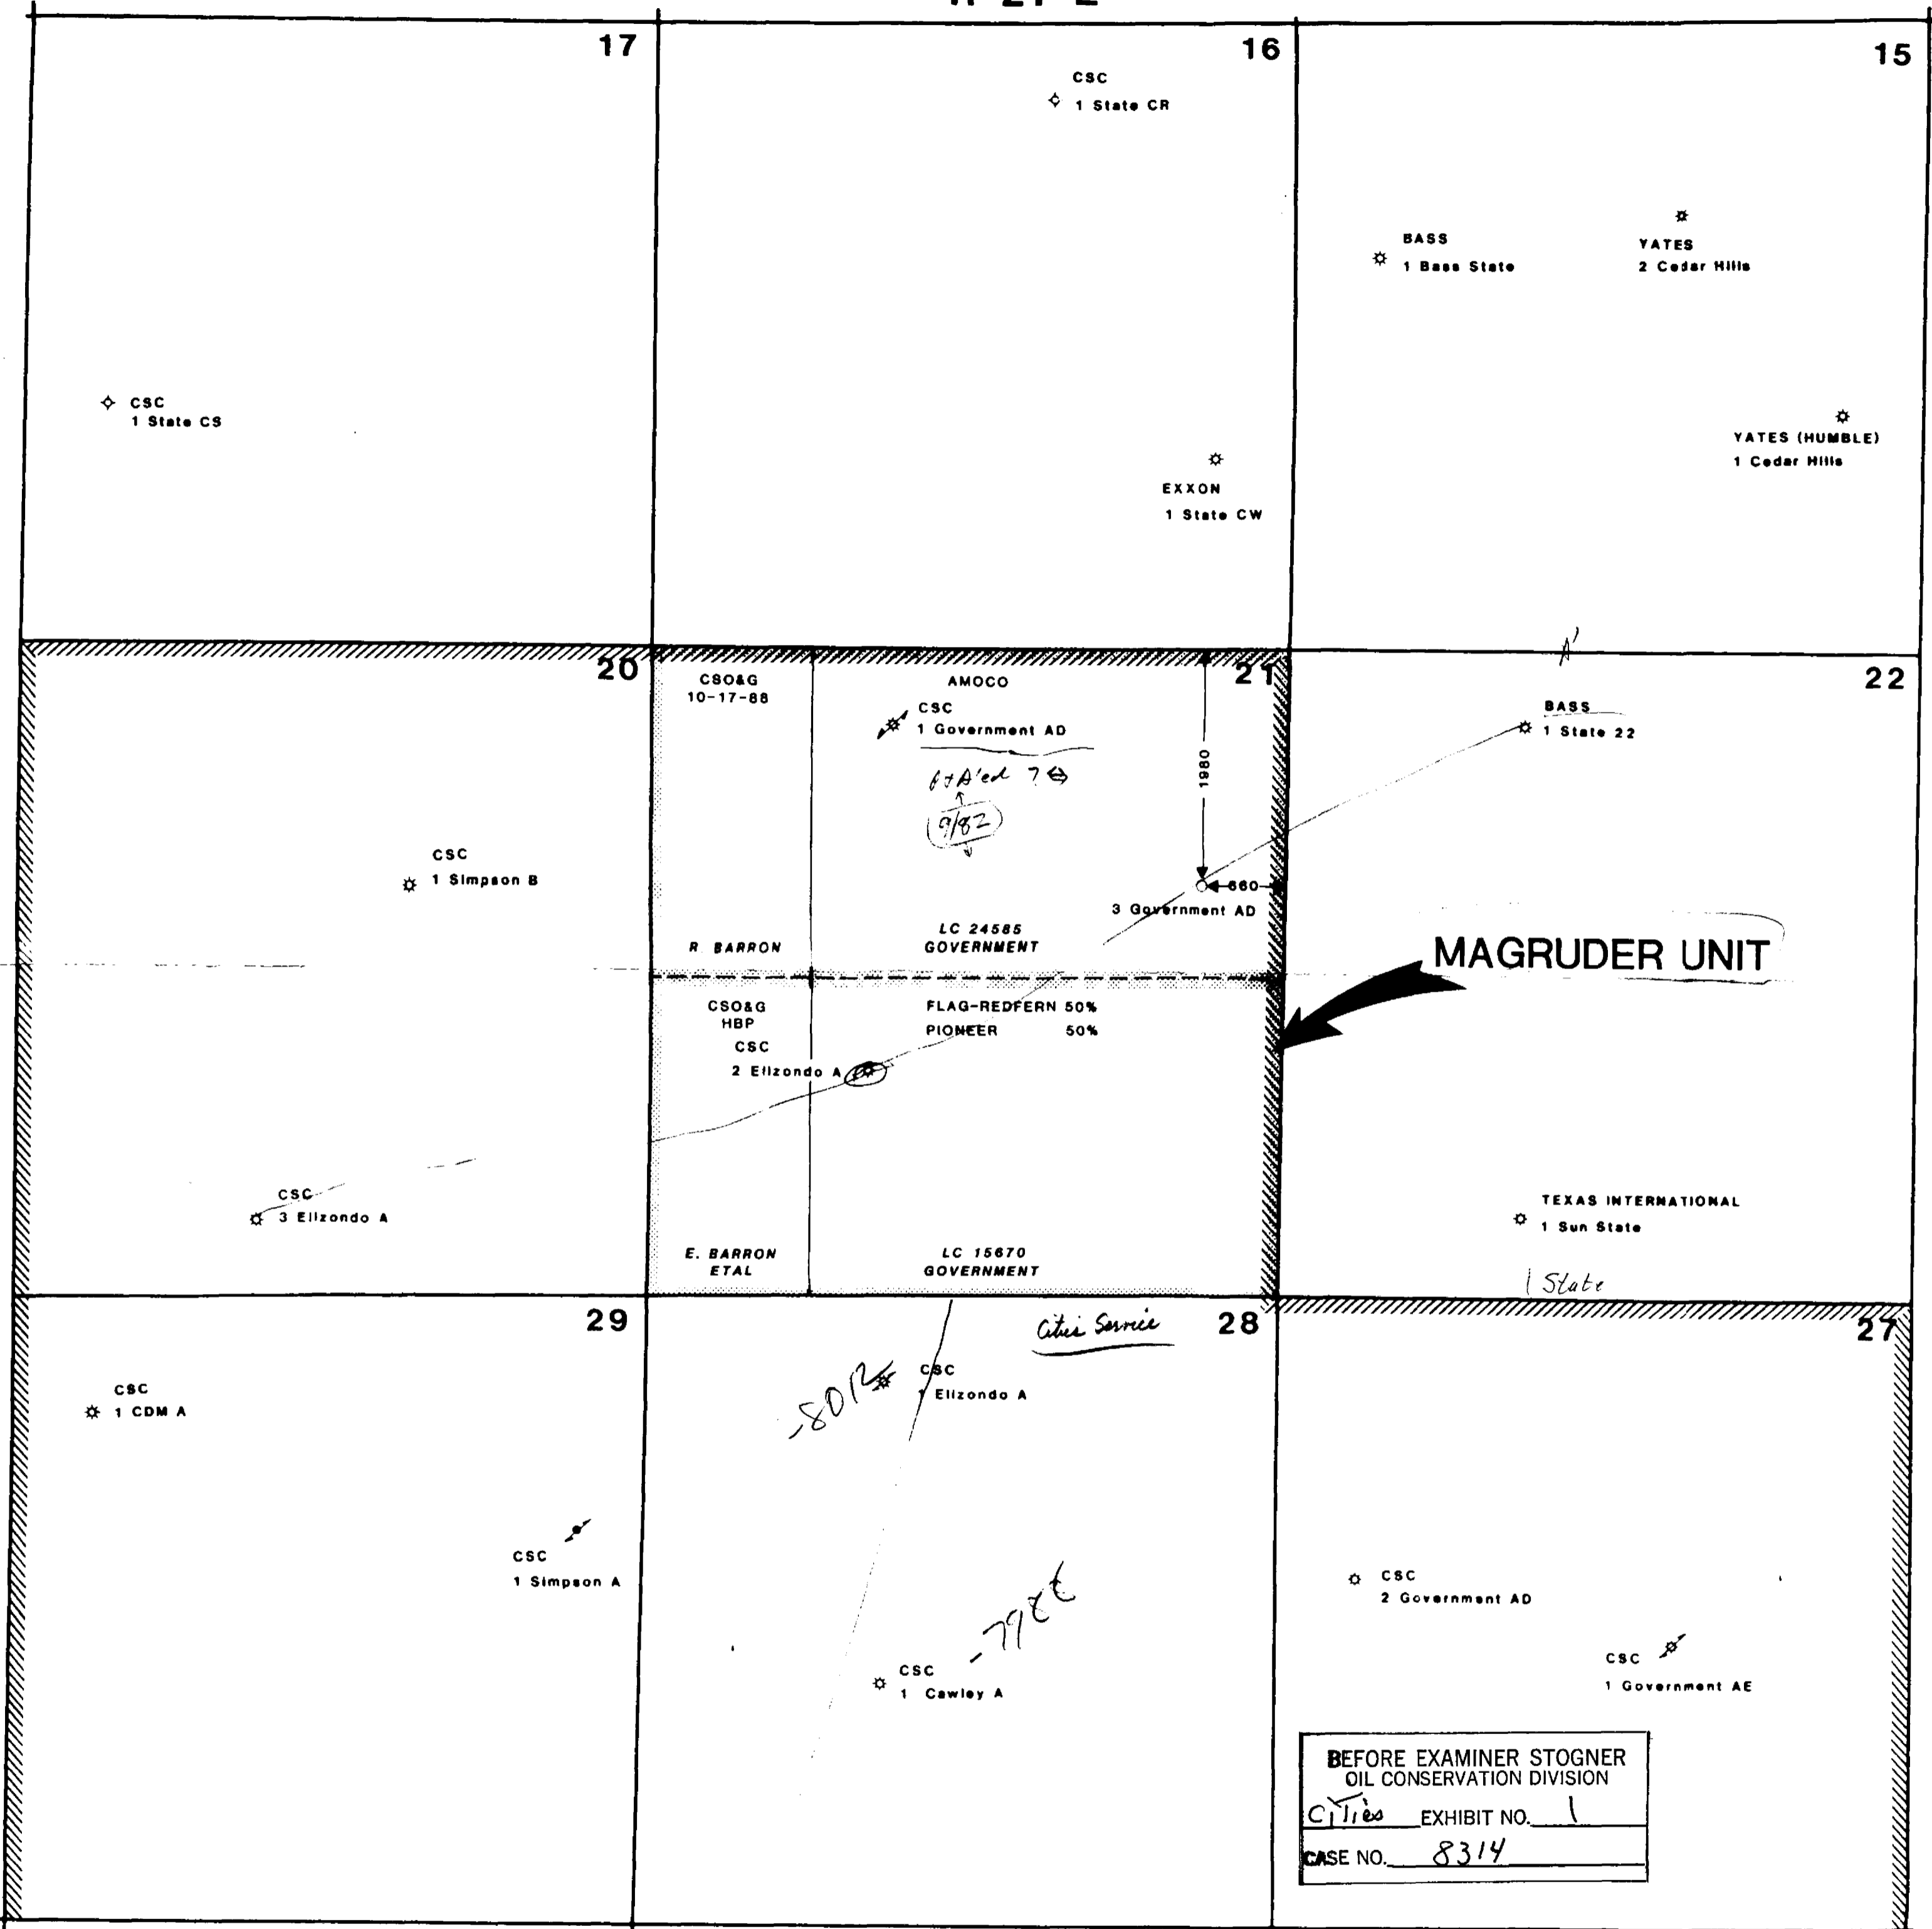 17
16
15
CSC
1 State CR
BASS
1 Bass State
YATES
2 Cedar Hills
CSC
1 State CS
YATES (HUMBLE)
1 Cedar Hills
EXXON
1 State CW
A'
20
21
22
CSO&G
10-17-88
AMOCO
CSC
1 Government AD
P+A'ed ?
9/82
1980
BASS
1 State 22
CSC
1 Simpson B
660
3 Government AD
R. BARRON
LC 24585
GOVERNMENT
MAGRUDER UNIT
CSO&G
HBP
FLAG-REDFERN 50%
PIONEER 50%
CSC
2 Elizondo A
CSC
3 Elizondo A
TEXAS INTERNATIONAL
1 Sun State
E. BARRON
ETAL
LC 15670
GOVERNMENT
1 State
29
28
27
Cities Service
CSC
1 CDM A
-8012
CSC
1 Elizondo A
CSC
1 Simpson A
CSC
2 Government AD
CSC
1 Government AE
CSC
1 Cawley A
BEFORE EXAMINER STOGNER
OIL CONSERVATION DIVISION
Cities EXHIBIT NO. 1
CASE NO. 8314